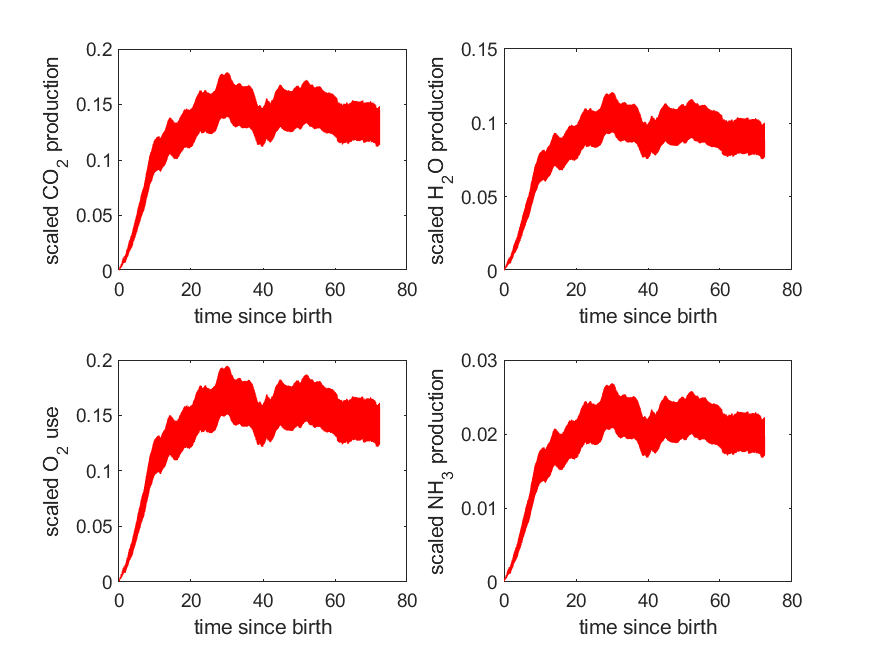 0.2
0.15
0.1
0.05
0
scaled CO2 production
0 20 40 60 80
time since birth
0.15
0.1
0.05
0
scaled H2O production
0 20 40 60 80
time since birth
0.2
0.15
0.1
0.05
0
scaled O2 use
0 20 40 60 80
time since birth
0.03
0.02
0.01
0
scaled NH3 production
0 20 40 60 80
time since birth